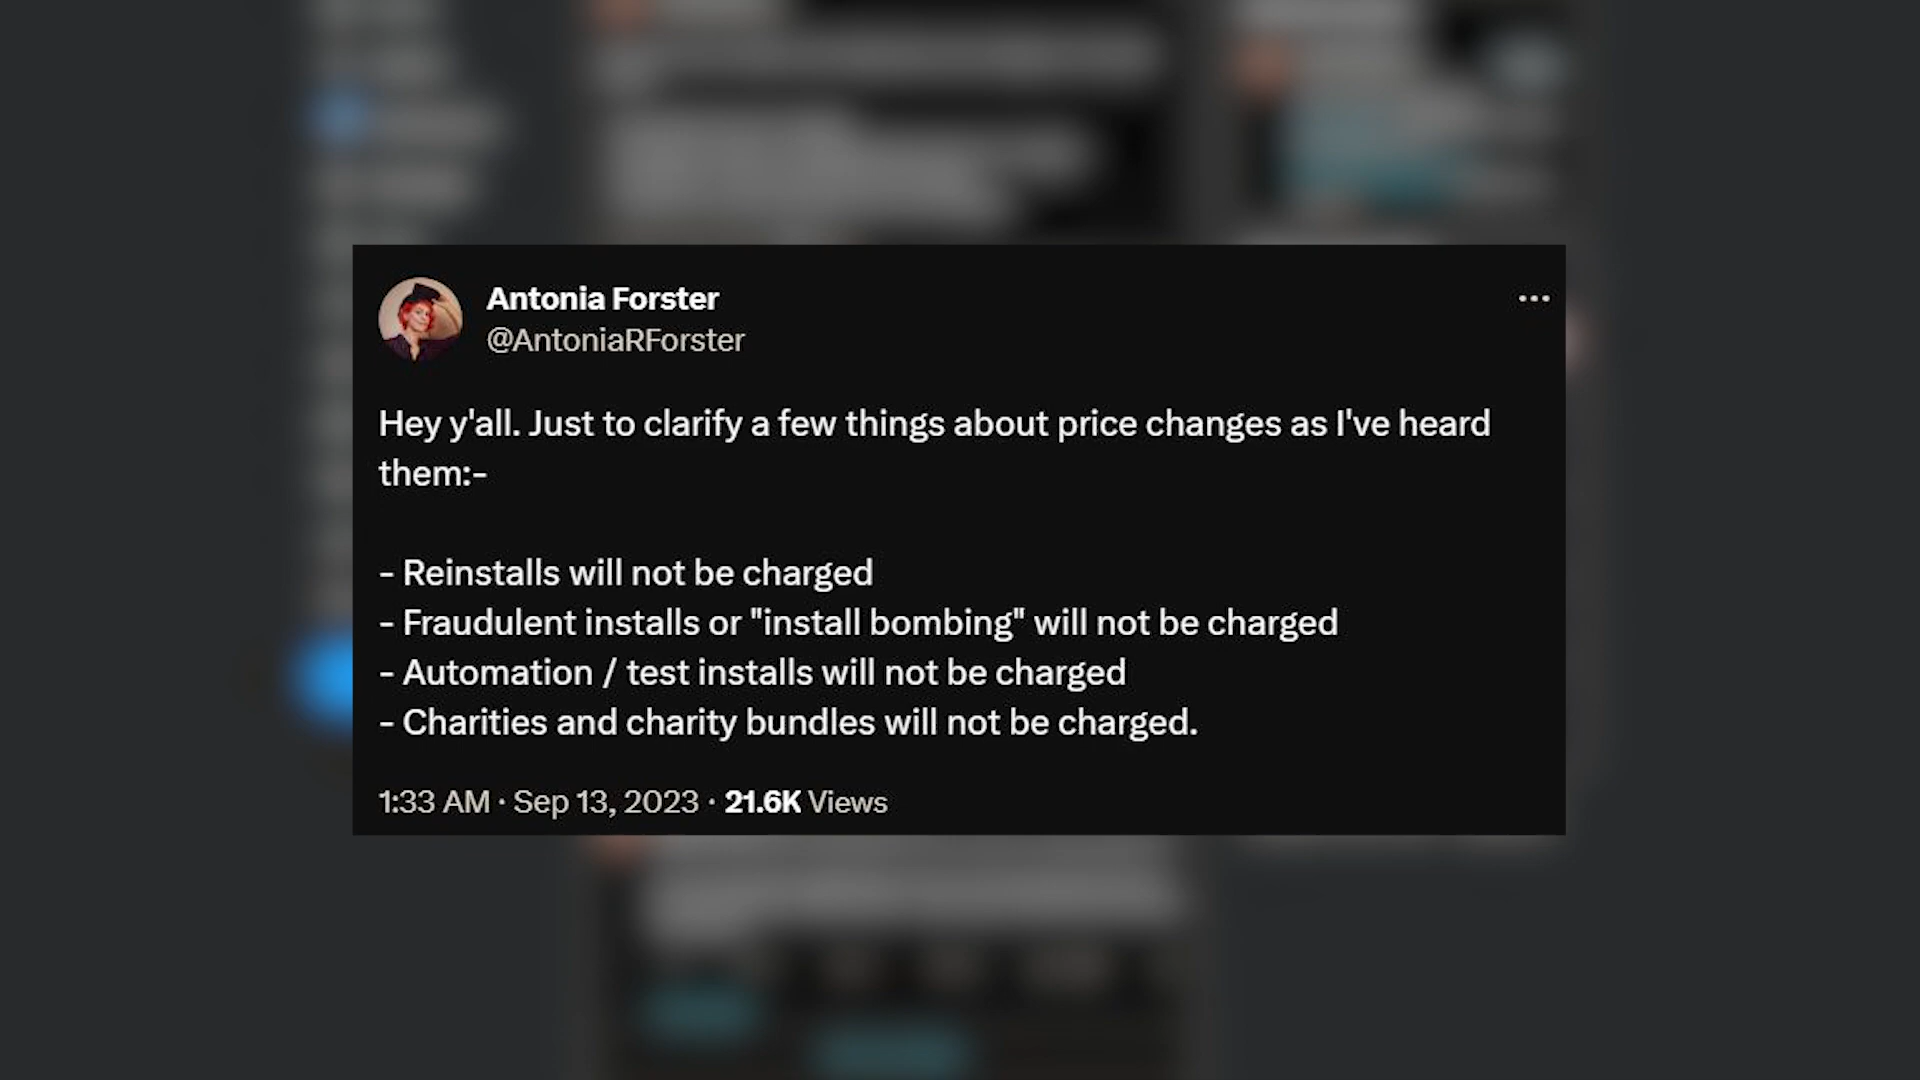 Antonia Forster
@AntoniaRForster
Hey y'all. Just to clarify a few things about price changes as I've heard
them:-
- Reinstalls will not be charged
- Fraudulent installs or "install bombing" will not be charged
- Automation / test installs will not be charged
- Charities and charity bundles will not be charged.
1:33 AM · Sep 13, 2023 · 21.6K Views